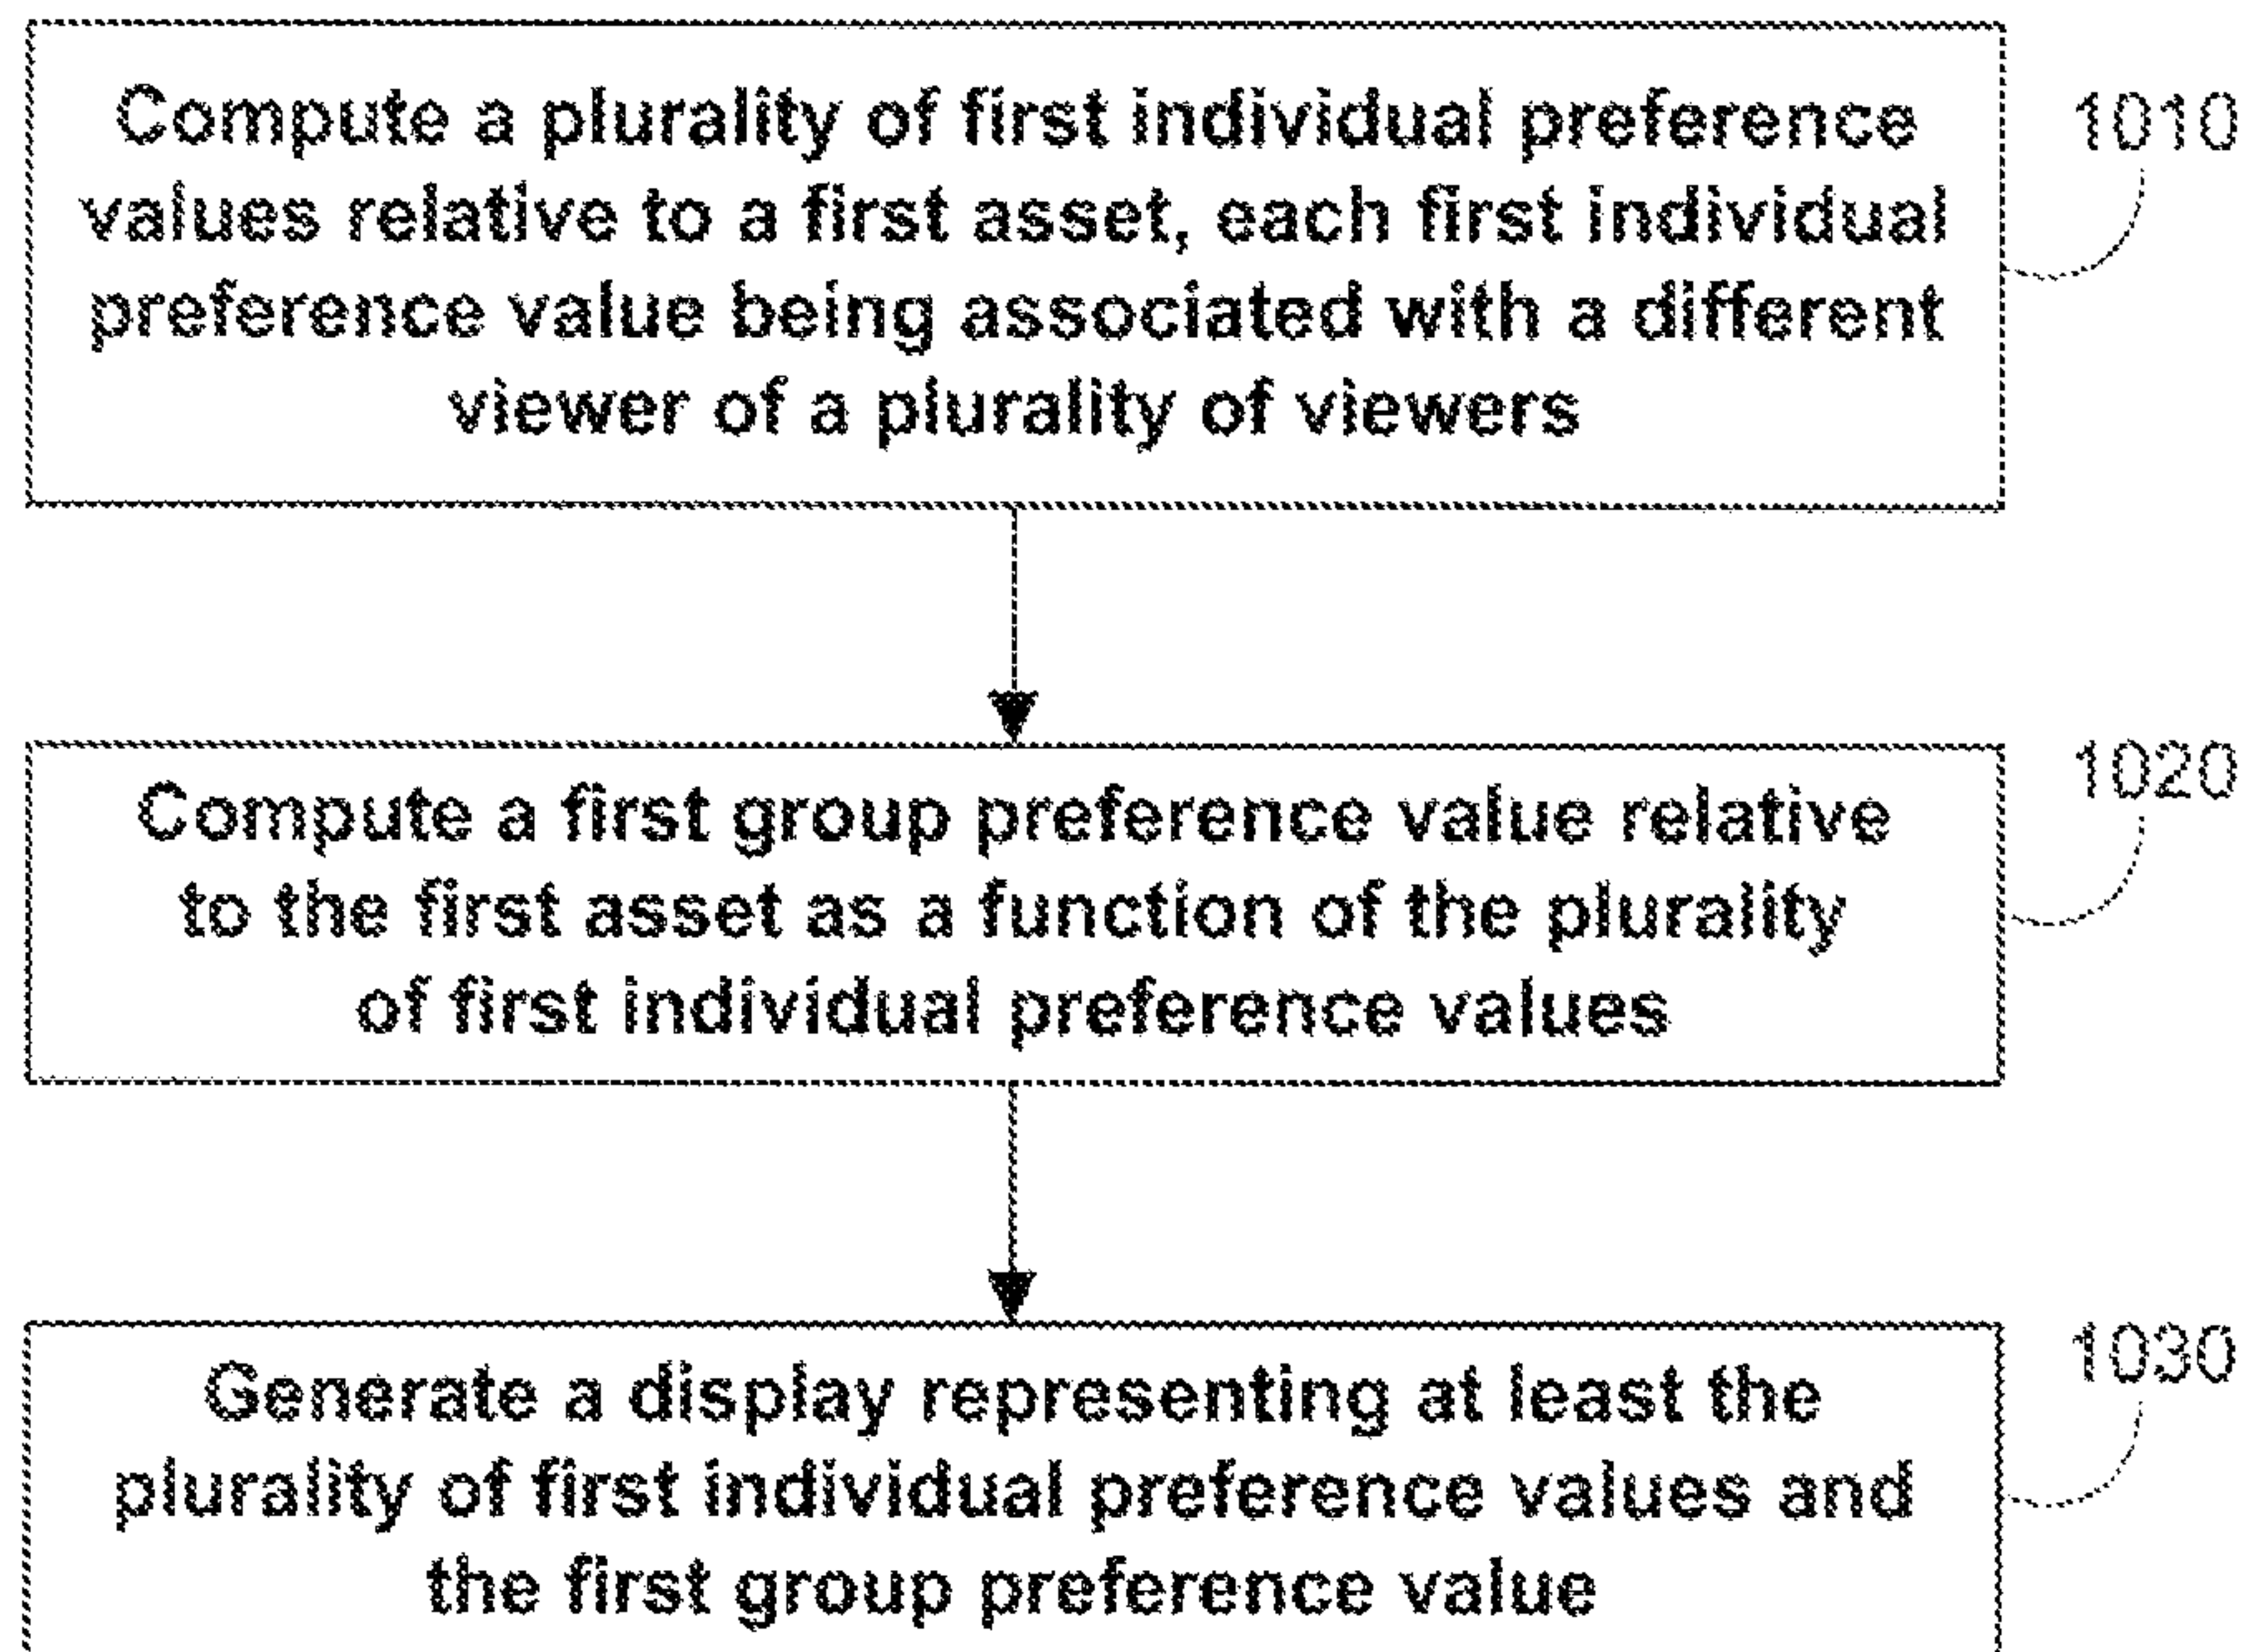 Compute a plurality of first individual preference
values relative to a first asset, each first individual
preference value being associated with a different
viewer of a plurality of viewers
1010
Compute a first group preference value relative
to the first asset as a function of the plurality
of first individual preference values
1020
Generate a display representing at least the
plurality of first individual preference values and
the first group preference value
1030